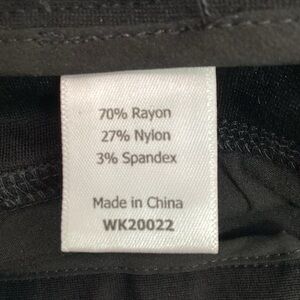 70% Rayon
27% Nylon
3% Spandex
Made in China
WK20022